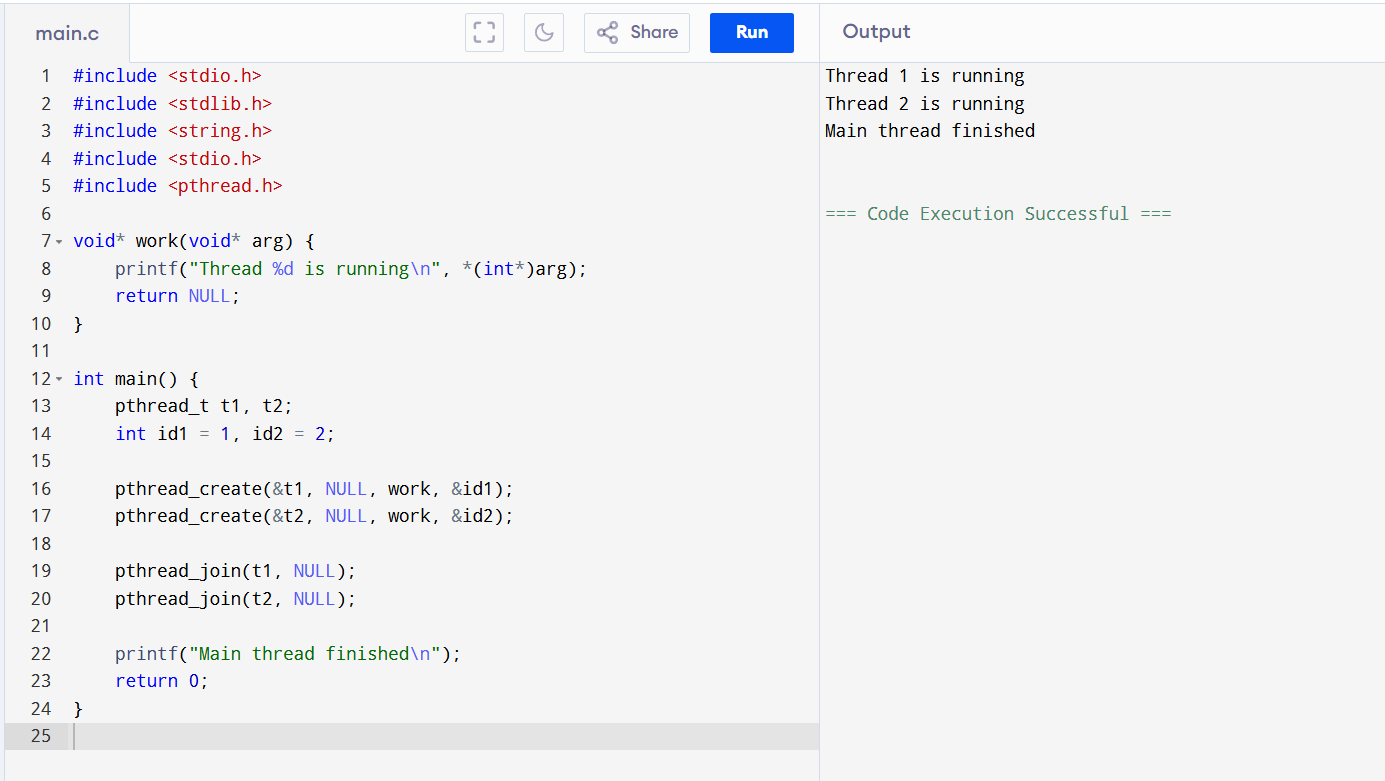 main.c Share Run Output
1 #include <stdio.h>
2 #include <stdlib.h>
3 #include <string.h>
4 #include <stdio.h>
5 #include <pthread.h>
6
7 void* work(void* arg) {
8     printf("Thread %d is running\n", *(int*)arg);
9     return NULL;
10 }
11
12 int main() {
13     pthread_t t1, t2;
14     int id1 = 1, id2 = 2;
15
16     pthread_create(&t1, NULL, work, &id1);
17     pthread_create(&t2, NULL, work, &id2);
18
19     pthread_join(t1, NULL);
20     pthread_join(t2, NULL);
21
22     printf("Main thread finished\n");
23     return 0;
24 }
25
Thread 1 is running
Thread 2 is running
Main thread finished
=== Code Execution Successful ===